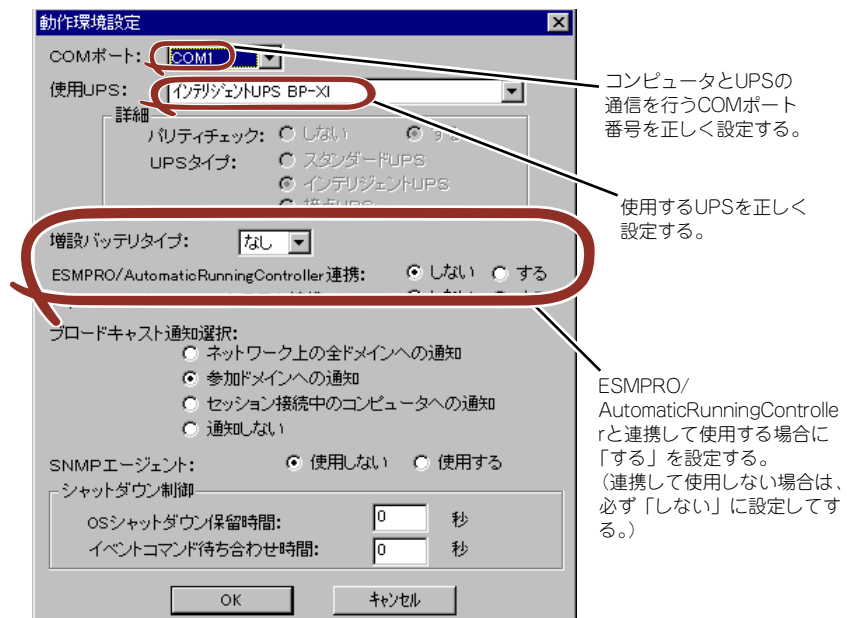 動作環境設定
COMポート: COM1
使用UPS: インテリジェントUPS BP-XI
詳細
パリティチェック: しない
UPSタイプ: スタンダードUPS
インテリジェントUPS
増設バッテリタイプ: なし
ESMPRO/AutomaticRunningController連携: しない する
ブロードキャスト通知選択:
ネットワーク上の全ドメインへの通知
参加ドメインへの通知
セッション接続中のコンピュータへの通知
通知しない
SNMPエージェント: 使用しない 使用する
シャットダウン制御
OSシャットダウン保留時間: 0 秒
イベントコマンド待ち合わせ時間: 0 秒
OK キャンセル
コンピュータとUPSの
通信を行うCOMポート
番号を正しく設定する。
使用するUPSを正しく
設定する。
ESMPRO/
AutomaticRunningControlle
rと連携して使用する場合に
「する」を設定する。
(連携して使用しない場合は、
必ず「しない」に設定してす
る。)